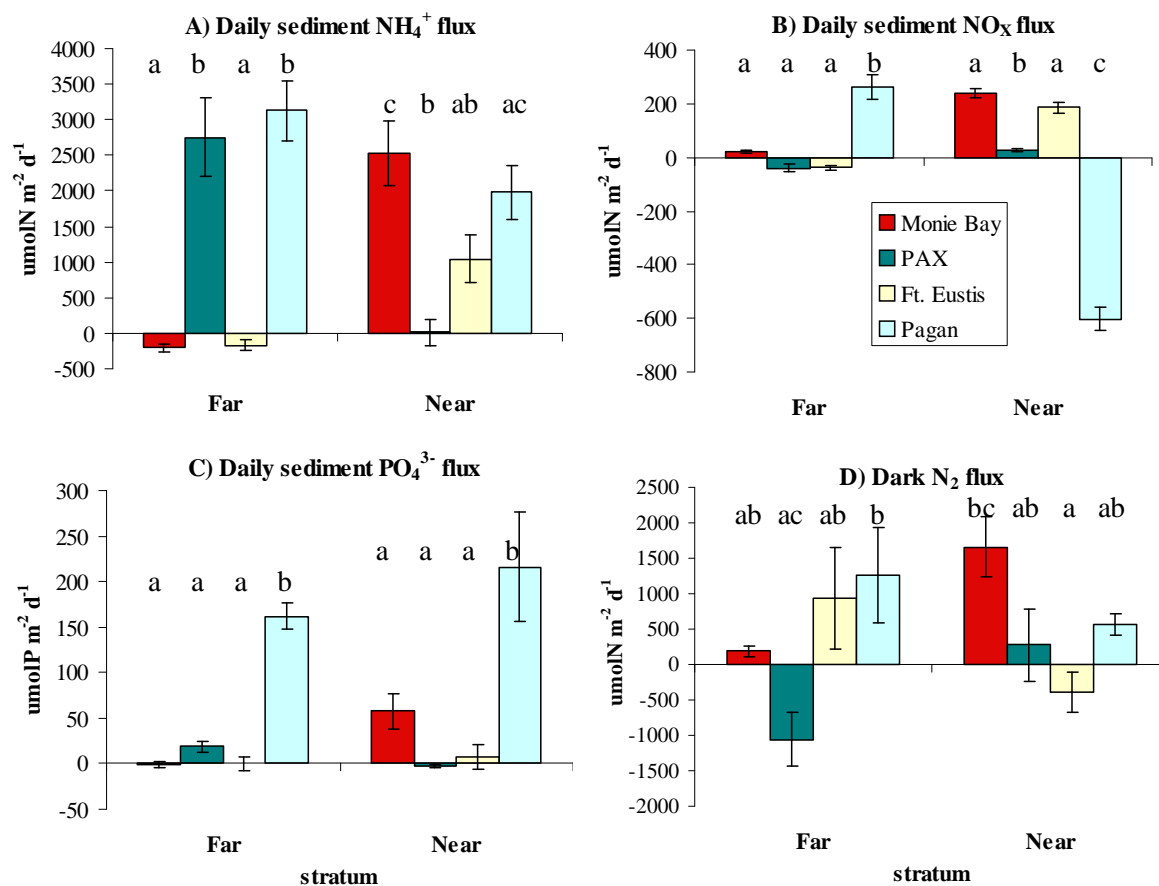 A) Daily sediment NH₄⁺ flux
4000
3500
3000
2500
2000
1500
1000
500
0
-500
umolN m⁻² d⁻¹
a b a b
c b ab ac
Far Near
B) Daily sediment NOₓ flux
400
200
0
-200
-400
-600
-800
umolN m⁻² d⁻¹
a a a b
a b a c
Monie Bay
PAX
Ft. Eustis
Pagan
Far Near
C) Daily sediment PO₄³⁻ flux
300
250
200
150
100
50
0
-50
umolP m⁻² d⁻¹
a a a b
a a a b
Far Near
stratum
D) Dark N₂ flux
2500
2000
1500
1000
500
0
-500
-1000
-1500
-2000
umolN m⁻² d⁻¹
ab ac ab b
bc ab a ab
Far Near
stratum